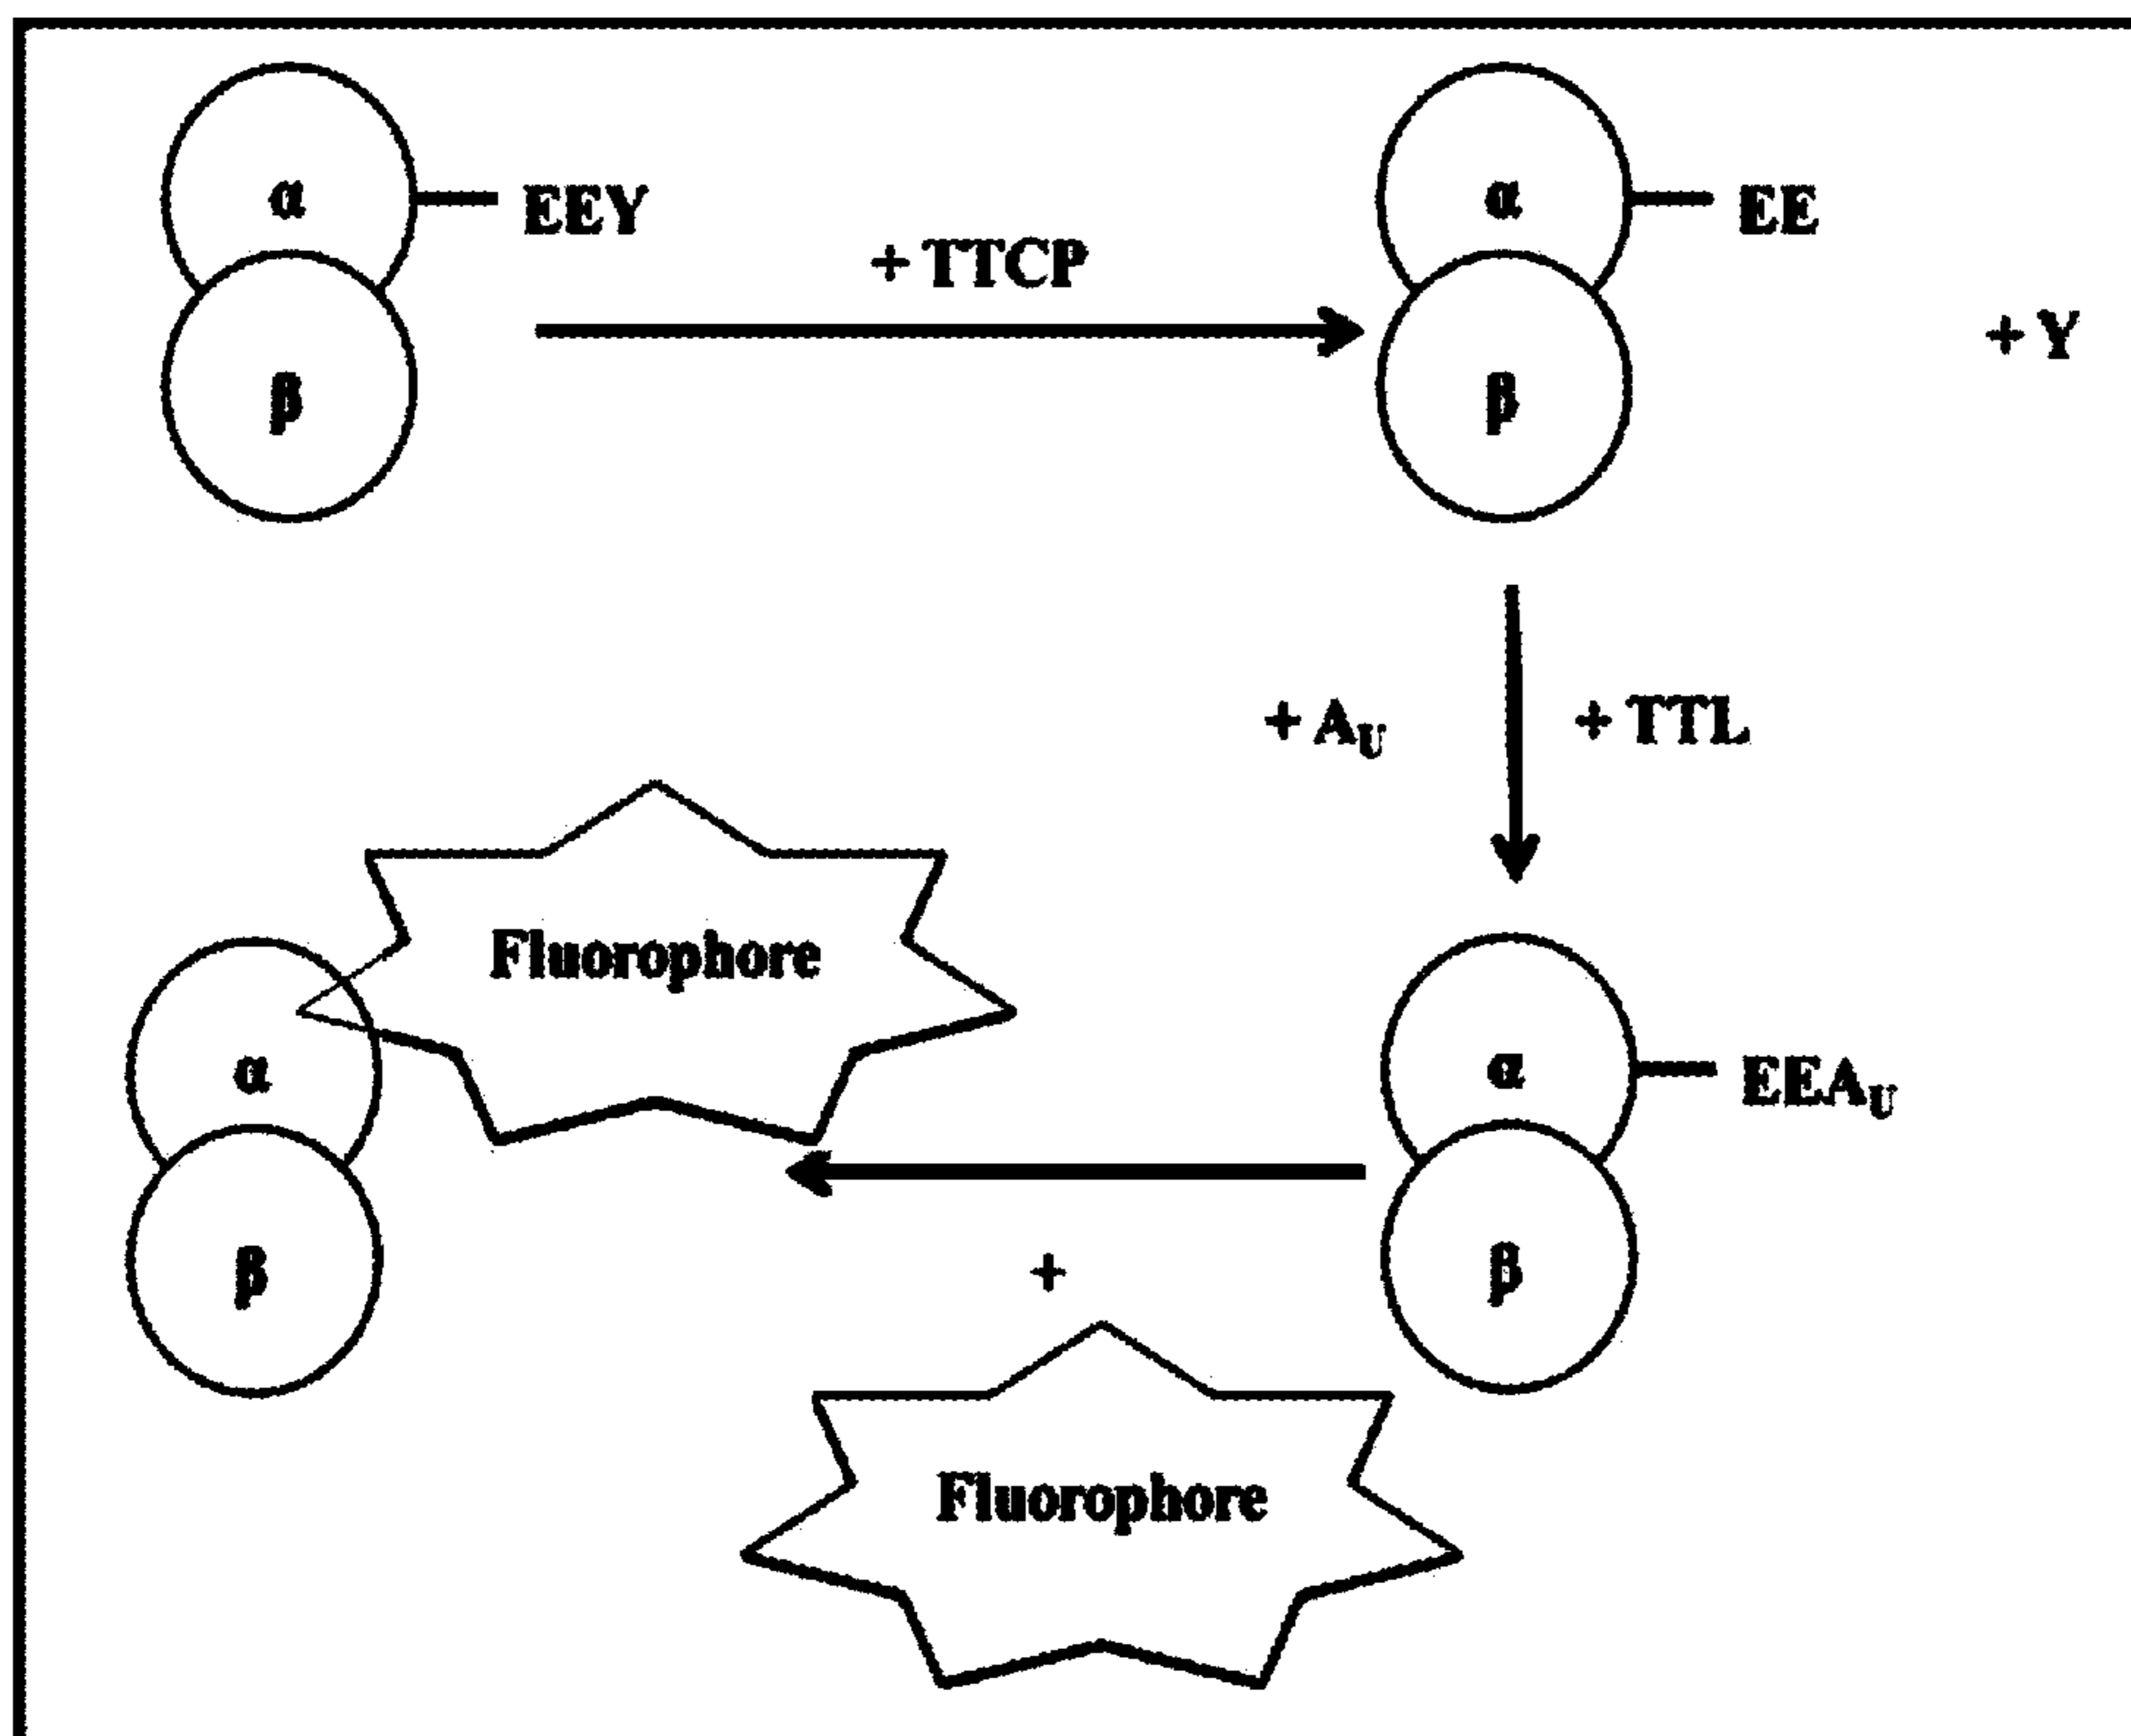 α
EEY
β
+ TTCP
α
EE
β
+ Y
+ A_U
+ TTL
Fluorophore
α
β
α
EEA_U
β
+
Fluorophore